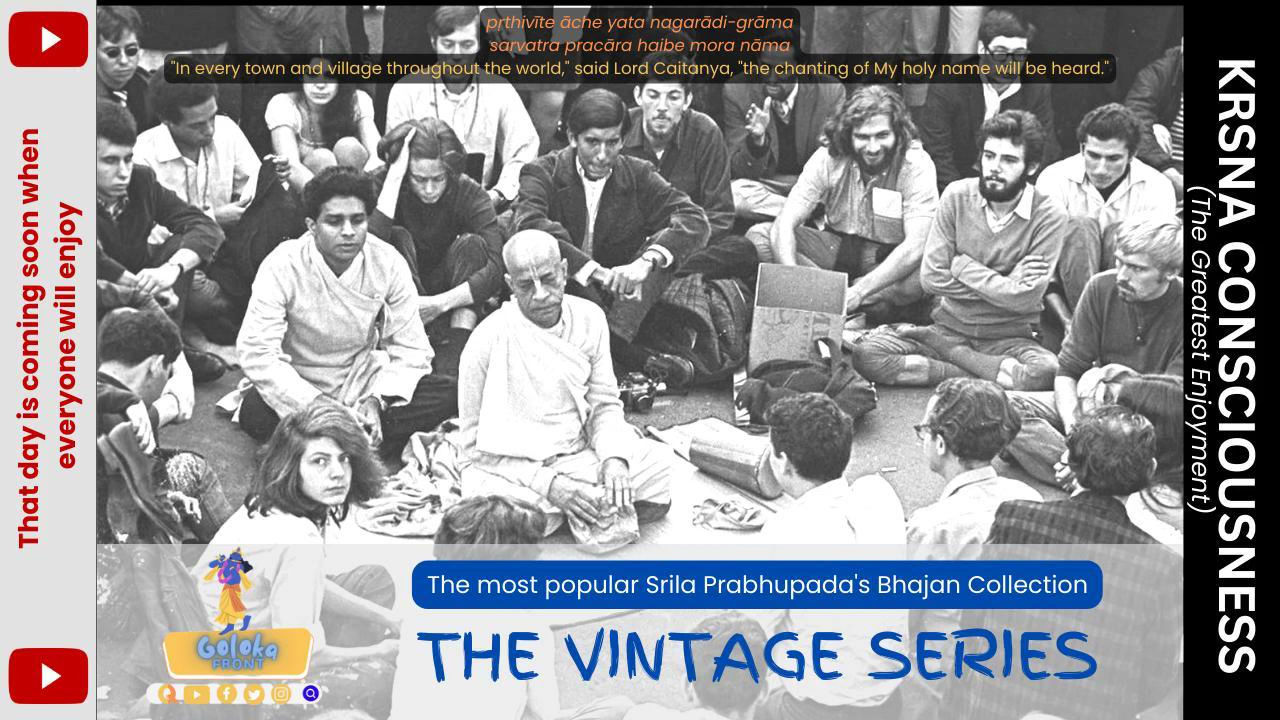 pṛthivīte āche yata nagarādi-grāma
sarvatra pracāra haibe mora nāma
"In every town and village throughout the world," said Lord Caitanya, "the chanting of My holy name will be heard."
That day is coming soon when
everyone will enjoy
KRSNA CONSCIOUSNESS
(The Greatest Enjoyment)
The most popular Srila Prabhupada's Bhajan Collection
THE VINTAGE SERIES
Goloka
FRONT